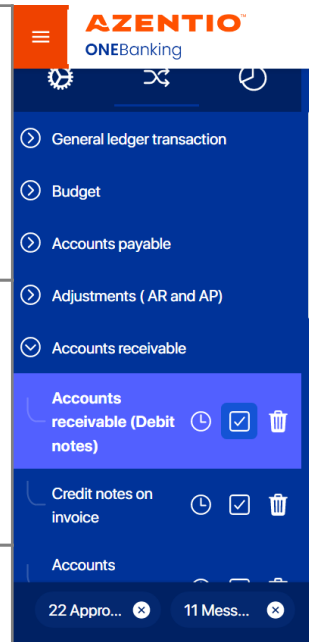 AZENTIO
ONEBanking
General ledger transaction
Budget
Accounts payable
Adjustments ( AR and AP)
Accounts receivable
Accounts
receivable (Debit
notes)
Credit notes on
invoice
Accounts
22 Appro...
11 Mess...